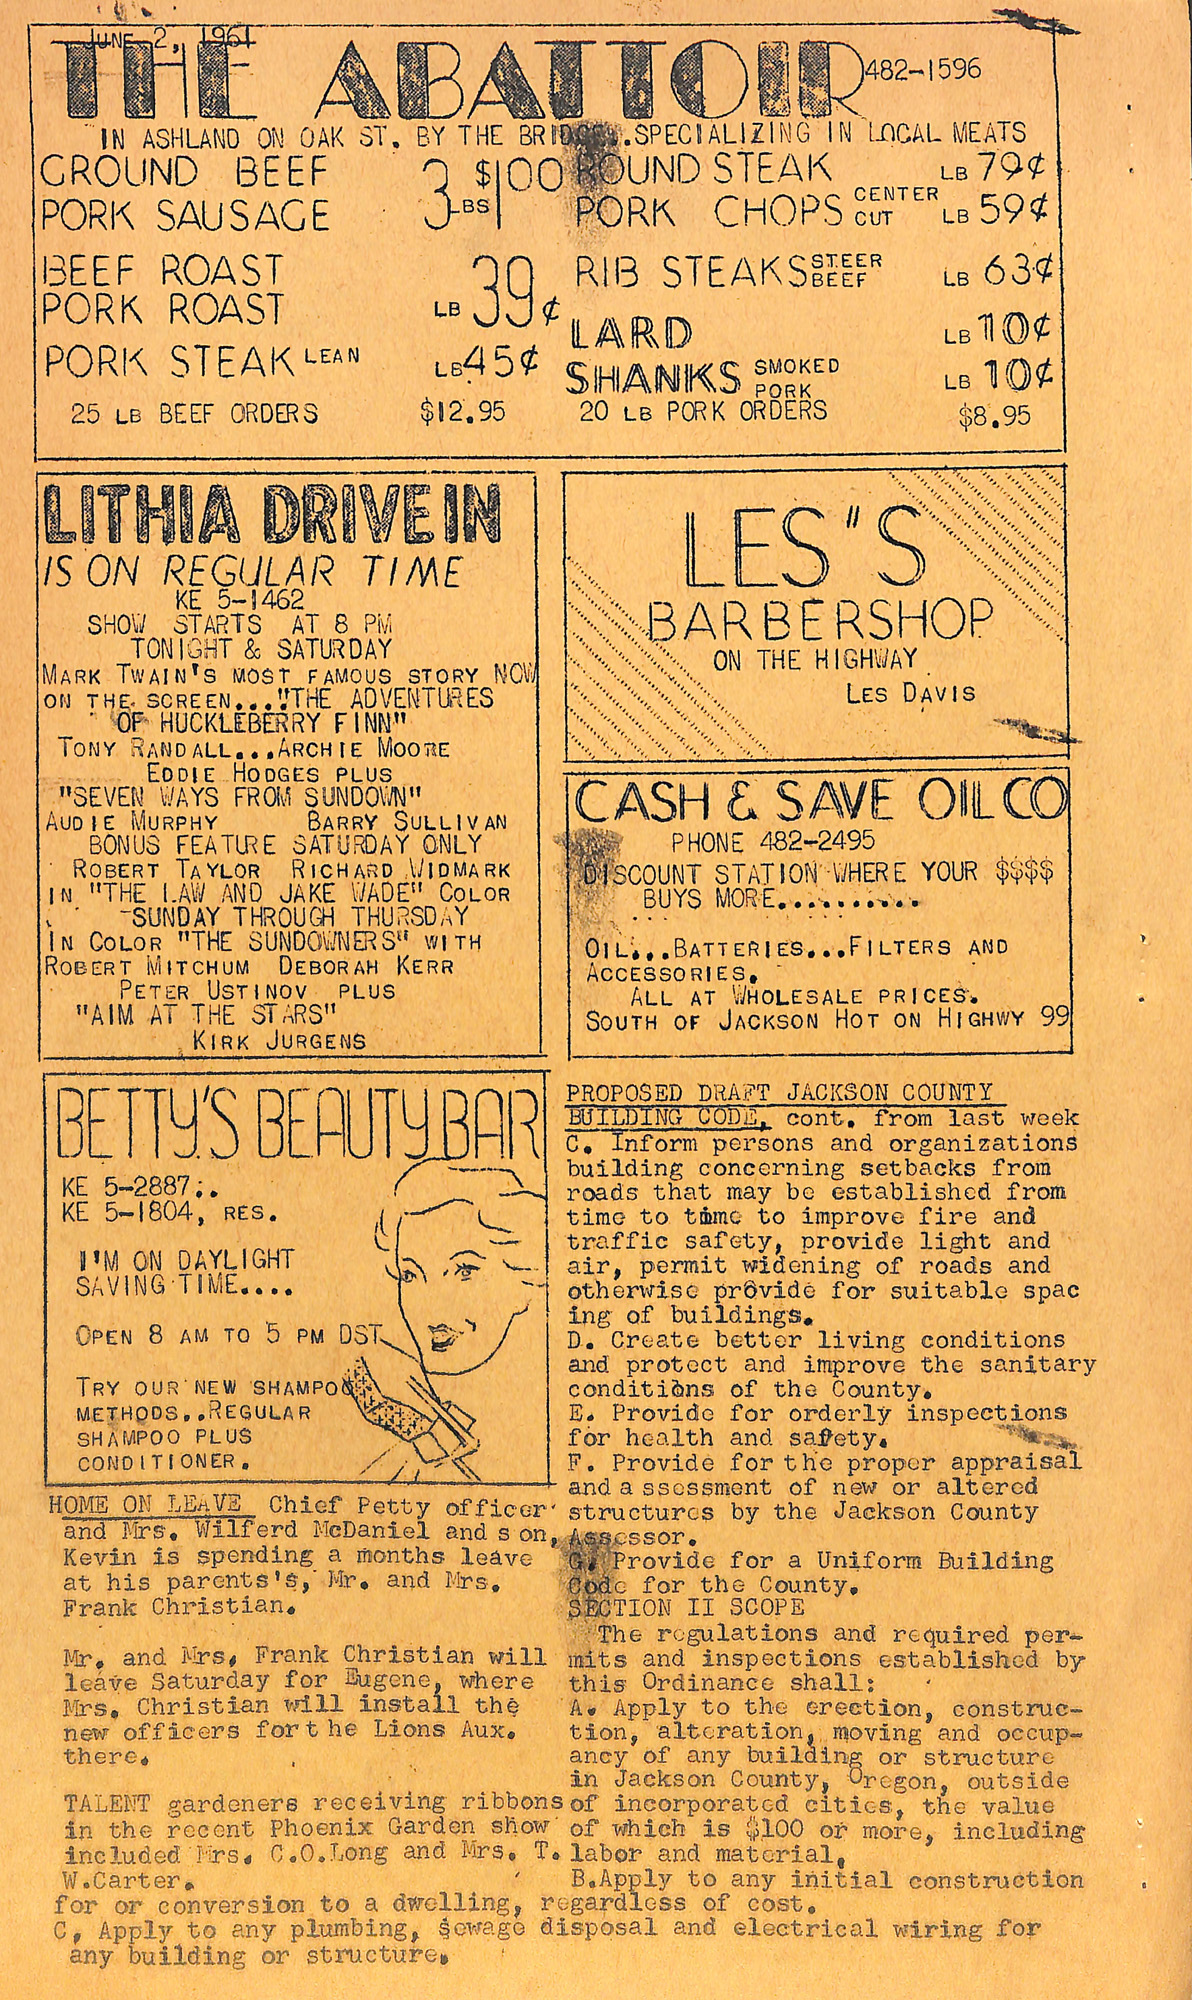 JUNE 2, 1961
THE ABATTOIR 482-1596
IN ASHLAND ON OAK ST. BY THE BRIDGE...SPECIALIZING IN LOCAL MEATS
GROUND BEEF
PORK SAUSAGE
3 LBS $1 00
BEEF ROAST
PORK ROAST
LB 39¢
PORK STEAK LEAN LB 45¢
25 LB BEEF ORDERS $12.95
ROUND STEAK LB 79¢
PORK CHOPS CENTER CUT LB 59¢
RIB STEAKS STEER BEEF LB 63¢
LARD LB 10¢
SHANKS SMOKED PORK LB 10¢
20 LB PORK ORDERS $8.95
LITHIA DRIVE IN
IS ON REGULAR TIME
KE 5-1462
SHOW STARTS AT 8 PM
TONIGHT & SATURDAY
MARK TWAIN'S MOST FAMOUS STORY NOW
ON THE SCREEN...."THE ADVENTURES
OF HUCKLEBERRY FINN"
TONY RANDALL...ARCHIE MOORE
EDDIE HODGES PLUS
"SEVEN WAYS FROM SUNDOWN"
AUDIE MURPHY BARRY SULLIVAN
BONUS FEATURE SATURDAY ONLY
ROBERT TAYLOR RICHARD WIDMARK
IN "THE LAW AND JAKE WADE" COLOR
SUNDAY THROUGH THURSDAY
IN COLOR "THE SUNDOWNERS" WITH
ROBERT MITCHUM DEBORAH KERR
PETER USTINOV PLUS
"AIM AT THE STARS"
KIRK JURGENS
LES"S
BARBERSHOP
ON THE HIGHWAY
LES DAVIS
CASH & SAVE OIL CO
PHONE 482-2495
DISCOUNT STATION WHERE YOUR $$$$
BUYS MORE..........
OIL...BATTERIES...FILTERS AND
ACCESSORIES.
ALL AT WHOLESALE PRICES.
SOUTH OF JACKSON HOT ON HIGHWY 99
BETTY'S BEAUTY BAR
KE 5-2887;.
KE 5-1804, RES.
I'M ON DAYLIGHT
SAVING TIME....
OPEN 8 AM TO 5 PM DST
TRY OUR NEW SHAMPOO
METHODS..REGULAR
SHAMPOO PLUS
CONDITIONER.
HOME ON LEAVE Chief Petty officer
and Mrs. Wilferd McDaniel and s on,
Kevin is spending a months leave
at his parents's, Mr. and Mrs.
Frank Christian.
Mr. and Mrs. Frank Christian will
leave Saturday for Eugene, where
Mrs. Christian will install the
new officers fort he Lions Aux.
there.
TALENT gardeners receiving ribbons
in the recent Phoenix Garden show
included Mrs. C.O.Long and Mrs. T.
W.Carter.
PROPOSED DRAFT JACKSON COUNTY
BUILDING CODE, cont. from last week
C. Inform persons and organizations
building concerning setbacks from
roads that may be established from
time to time to improve fire and
traffic safety, provide light and
air, permit widening of roads and
otherwise provide for suitable spac
ing of buildings.
D. Create better living conditions
and protect and improve the sanitary
conditions of the County.
E. Provide for orderly inspections
for health and safety.
F. Provide for the proper appraisal
and a ssessment of new or altered
structures by the Jackson County
Assessor.
G. Provide for a Uniform Building
Code for the County.
SECTION II SCOPE
The regulations and required per-
mits and inspections established by
this Ordinance shall:
A. Apply to the erection, construc-
tion, alteration, moving and occup-
ancy of any building or structure
in Jackson County, Oregon, outside
of incorporated cities, the value
of which is $100 or more, including
labor and material.
B.Apply to any initial construction
for or conversion to a dwelling, regardless of cost.
C, Apply to any plumbing, sewage disposal and electrical wiring for
any building or structure.